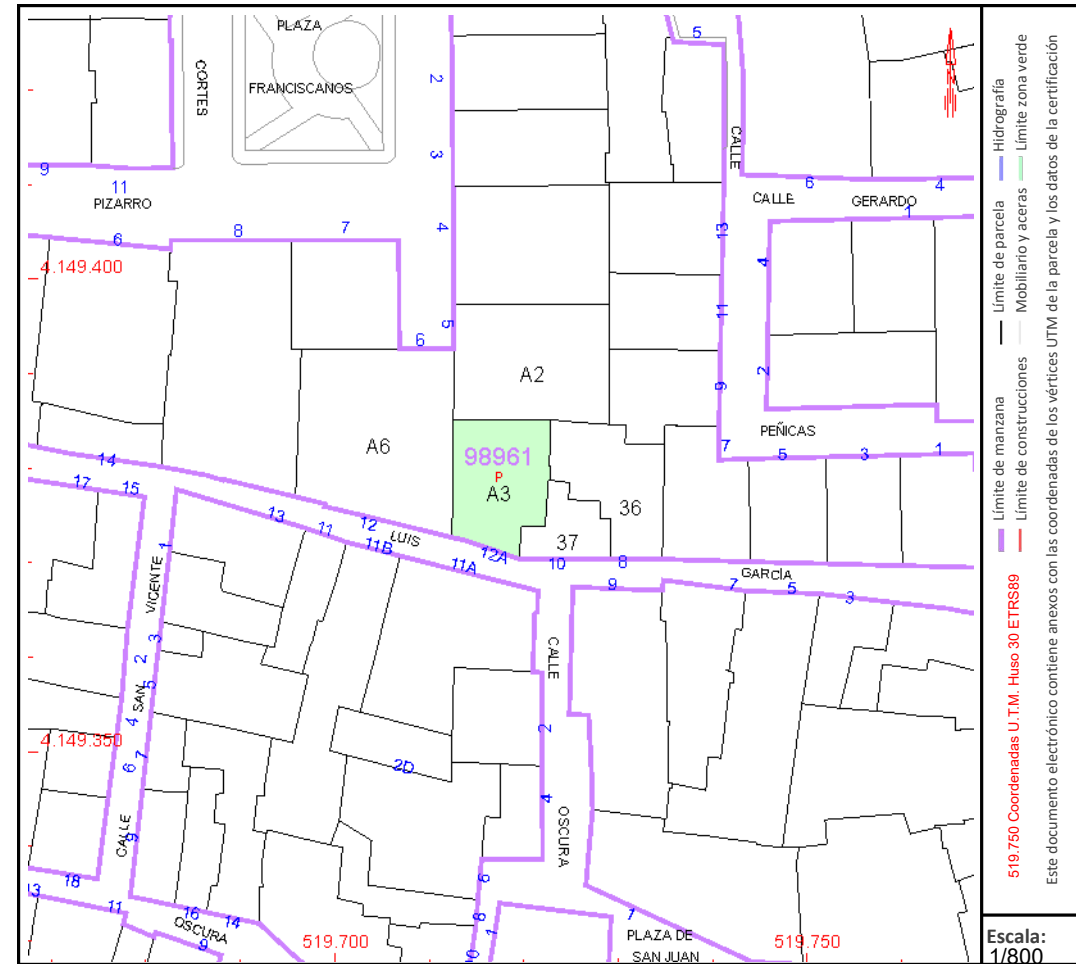 PLAZA
5
CORTES
2
FRANCISCANOS
3
CALLE
9
11
PIZARRO
6
4
CALLE
GERARDO
1
6
8
7
4
13
4
4.149.400
11
5
6
A2
2
9
PEÑICAS
A6
98961
7
5
3
1
14
P
17
15
A3
36
13
12
11
LUIS
11B
12A
37
10
8
11A
GARCÍA
1
VICENTE
9
7
5
3
3
CALLE
2
5
SAN
4
2
4.149.350
7
6
2D
4
CALLE
9
OSCURA
18
6
13
11
16
14
8
1
1
OSCURA
9
519.700
PLAZA DE
519.750
SAN JUAN
10
Límite de manzana
Límite de parcela
Hidrografía
Límite de construcciones
Mobiliario y aceras
Límite zona verde
519.750 Coordenadas U.T.M. Huso 30 ETRS89
Este documento electrónico contiene anexos con las coordenadas de los vértices UTM de la parcela y los datos de la certificación
Escala:
1/800